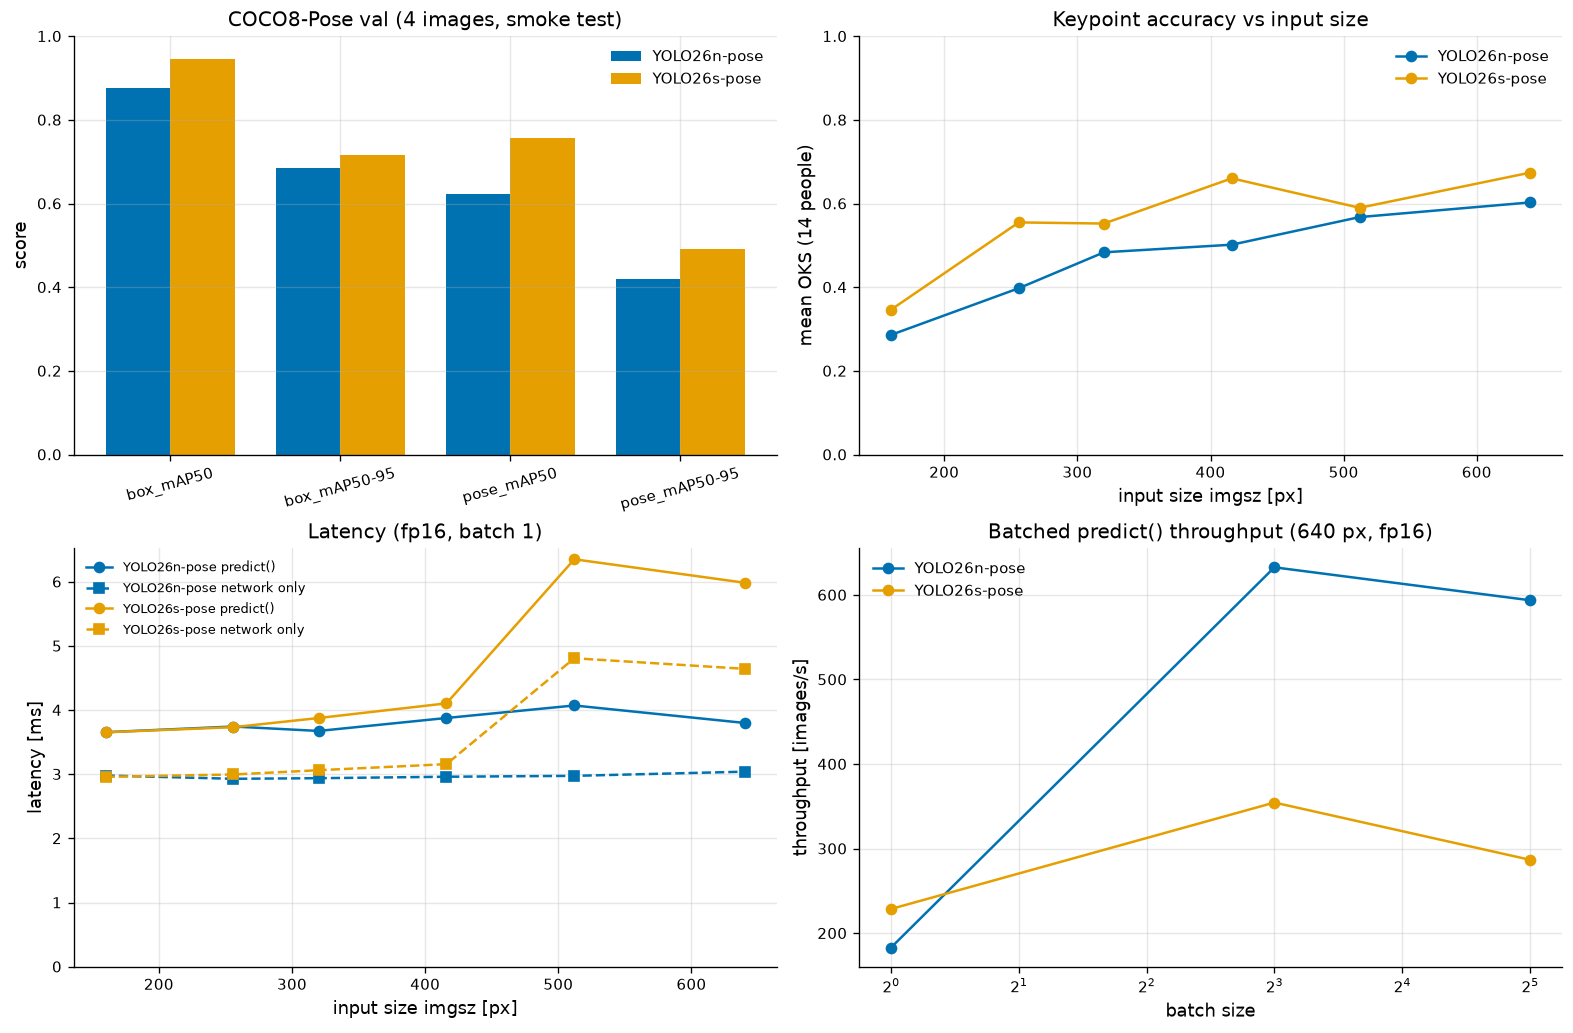 COCO8-Pose val (4 images, smoke test)
score
1.0
0.8
0.6
0.4
0.2
0.0
YOLO26n-pose
YOLO26s-pose
box_mAP50
box_mAP50-95
pose_mAP50
pose_mAP50-95
Keypoint accuracy vs input size
mean OKS (14 people)
1.0
0.8
0.6
0.4
0.2
0.0
YOLO26n-pose
YOLO26s-pose
200
300
400
500
600
input size imgsz [px]
Latency (fp16, batch 1)
latency [ms]
6
5
4
3
2
1
0
YOLO26n-pose predict()
YOLO26n-pose network only
YOLO26s-pose predict()
YOLO26s-pose network only
200
300
400
500
600
input size imgsz [px]
Batched predict() throughput (640 px, fp16)
throughput [images/s]
600
500
400
300
200
YOLO26n-pose
YOLO26s-pose
2⁰
2¹
2²
2³
2⁴
2⁵
batch size